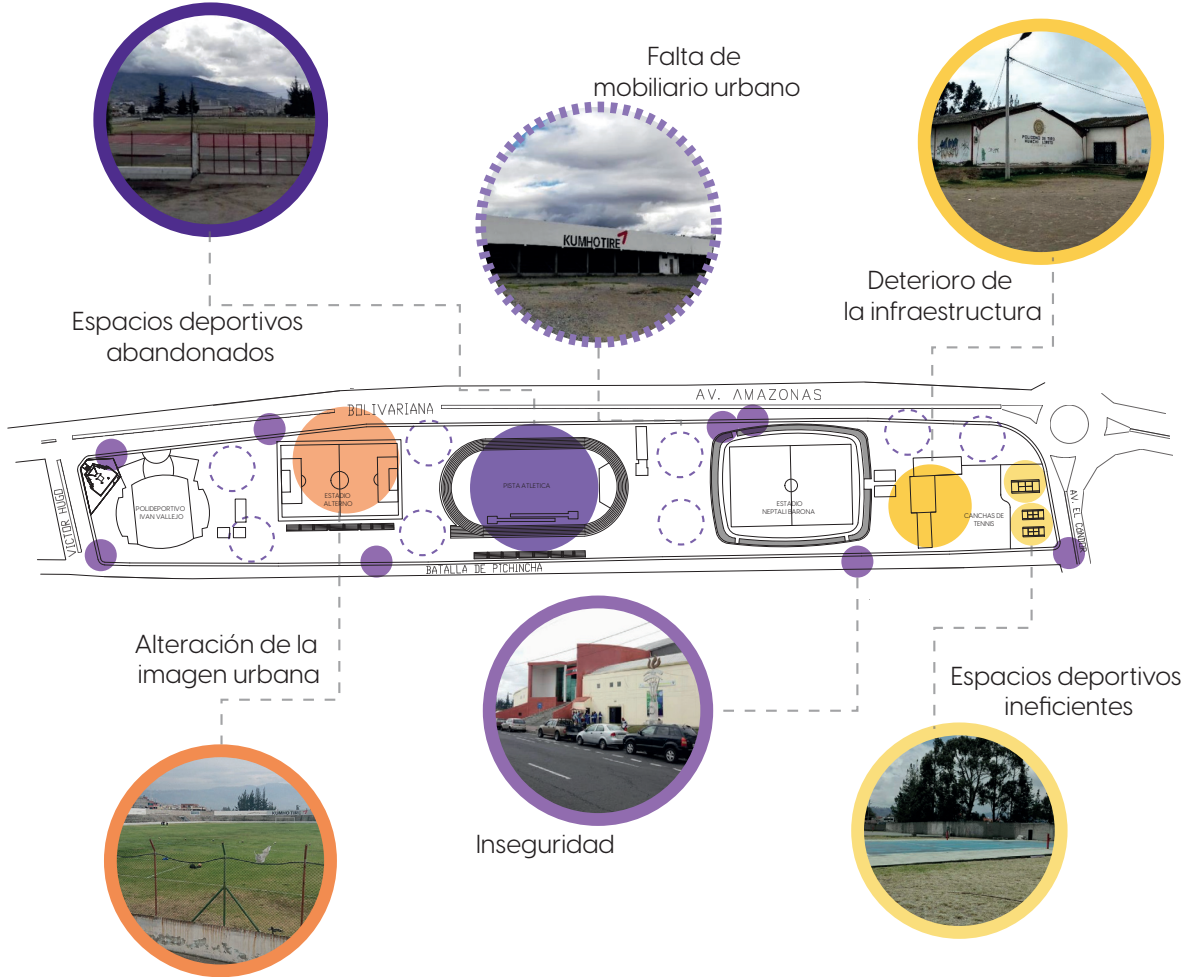 Falta de
mobiliario urbano
KUMHOTIRE
Deterioro de
la infraestructura
Espacios deportivos
abandonados
AV. AMAZONAS
BOLIVARIANA
VICTOR HUGO
POLIDEPORTIVO
IVAN VALLEJO
ESTADIO
ALTERNO
PISTA ATLETICA
ESTADIO
NEPTALI BARONA
CANCHAS DE
TENNIS
AV. EL CONDOR
BATALLA DE PICHINCHA
Alteración de la
imagen urbana
Espacios deportivos
ineficientes
Inseguridad
KUMHOTIRE